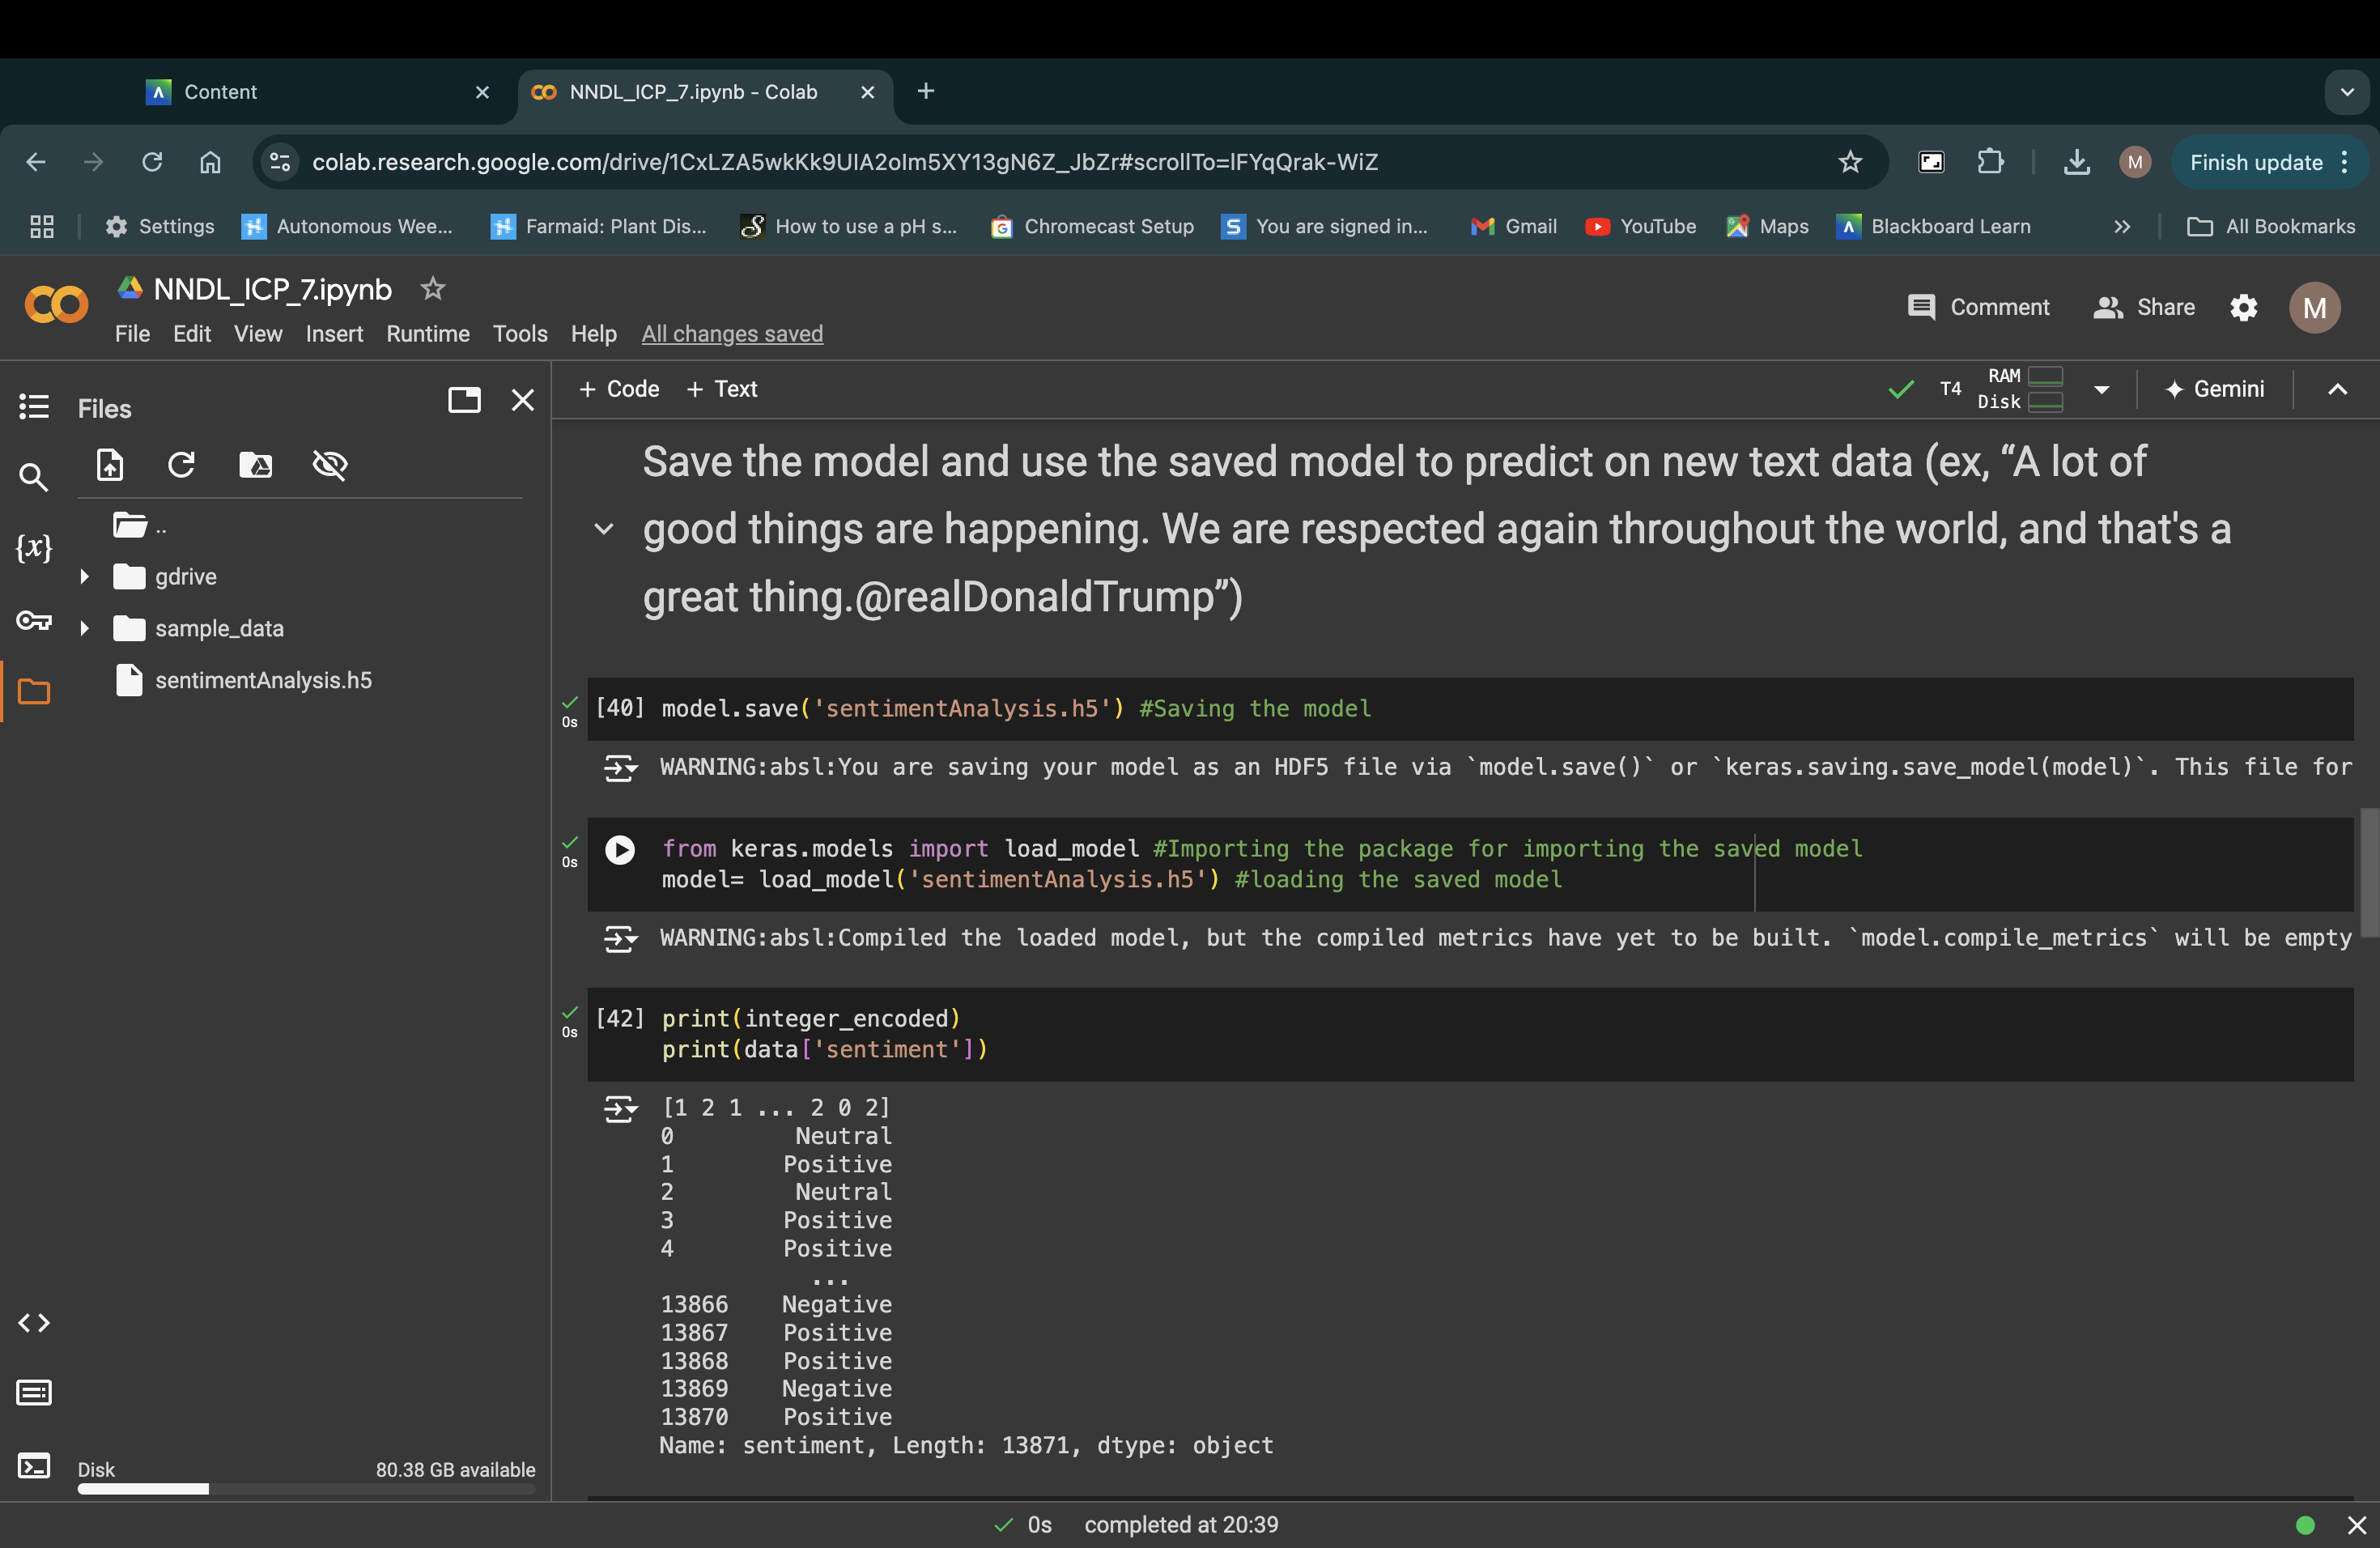 Content
NNDL_ICP_7.ipynb - Colab
colab.research.google.com/drive/1CxLZA5wkKk9UIA2oIm5XY13gN6Z_JbZr#scrollTo=lFYqQrak-WiZ
M
Finish update
Settings
Autonomous Wee...
Farmaid: Plant Dis...
How to use a pH s...
Chromecast Setup
You are signed in...
Gmail
YouTube
Maps
Blackboard Learn
All Bookmarks
NNDL_ICP_7.ipynb
File Edit View Insert Runtime Tools Help All changes saved
Comment
Share
M
Files
+ Code + Text
T4
RAM
Disk
Gemini
..
gdrive
sample_data
sentimentAnalysis.h5
Disk 80.38 GB available
Save the model and use the saved model to predict on new text data (ex, “A lot of
good things are happening. We are respected again throughout the world, and that's a
great thing.@realDonaldTrump”)
0s
[40] model.save('sentimentAnalysis.h5') #Saving the model
WARNING:absl:You are saving your model as an HDF5 file via `model.save()` or `keras.saving.save_model(model)`. This file for
0s
from keras.models import load_model #Importing the package for importing the saved model
model= load_model('sentimentAnalysis.h5') #loading the saved model
WARNING:absl:Compiled the loaded model, but the compiled metrics have yet to be built. `model.compile_metrics` will be empty
0s
[42] print(integer_encoded)
print(data['sentiment'])
[1 2 1 ... 2 0 2]
0 Neutral
1 Positive
2 Neutral
3 Positive
4 Positive
...
13866 Negative
13867 Positive
13868 Positive
13869 Negative
13870 Positive
Name: sentiment, Length: 13871, dtype: object
0s completed at 20:39